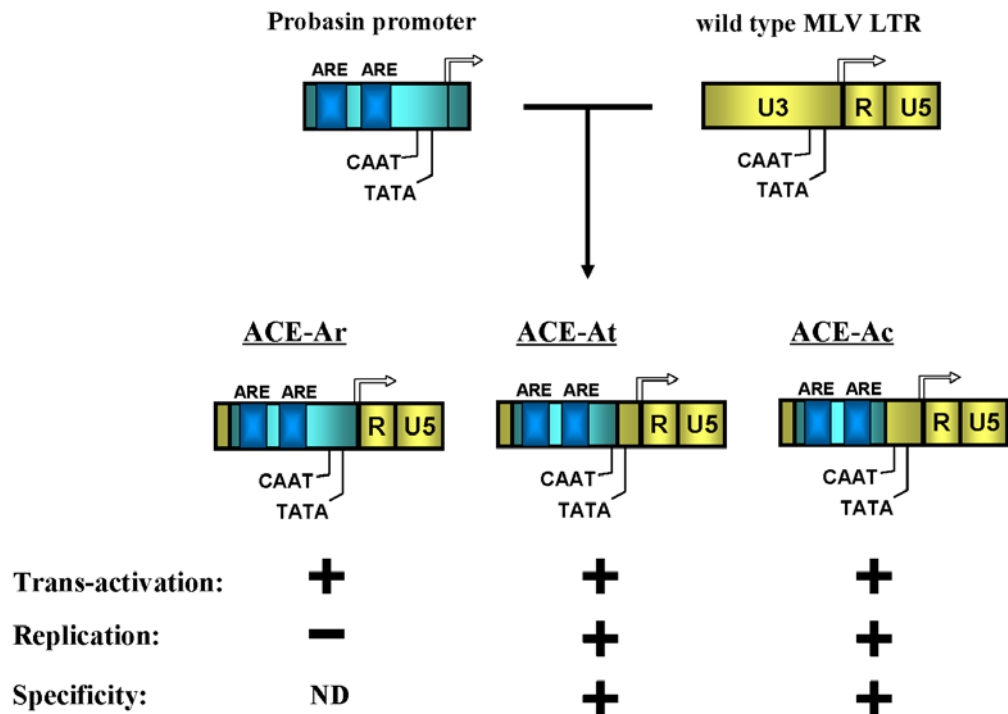 Probasin promoter
wild type MLV LTR
ARE ARE
U3 R U5
CAAT
TATA
CAAT
TATA
ACE-Ar ACE-At ACE-Ac
ARE ARE ARE ARE ARE ARE
R U5 R U5 R U5
CAAT CAAT CAAT
TATA TATA TATA
Trans-activation: + + +
Replication: − + +
Specificity: ND + +